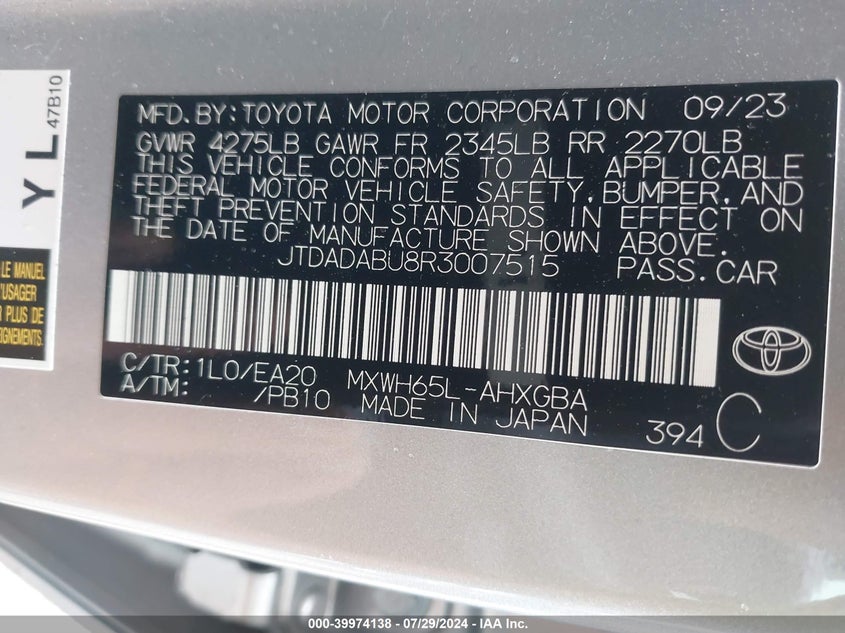 YL
47B10
LE MANUEL
'USAGER
PLUS DE
MFD.BY:TOYOTA MOTOR CORPORATION 09/23
GVWR 4275LB GAWR FR 2345LB RR 2270LB
THIS VEHICLE CONFORMS TO ALL APPLICABLE
FEDERAL MOTOR VEHICLE SAFETY,BUMPER,AND
THEFT PREVENTION STANDARDS IN EFFECT ON
THE DATE OF MANUFACTURE SHOWN ABOVE.
JTDADABU8R3007515 PASS.CAR
C/TR:1L0/EA20 MXWH65L-AHXGBA
A/TM: /PB10 MADE IN JAPAN
394 C
000-39974138 - 07/29/2024 - IAA Inc.